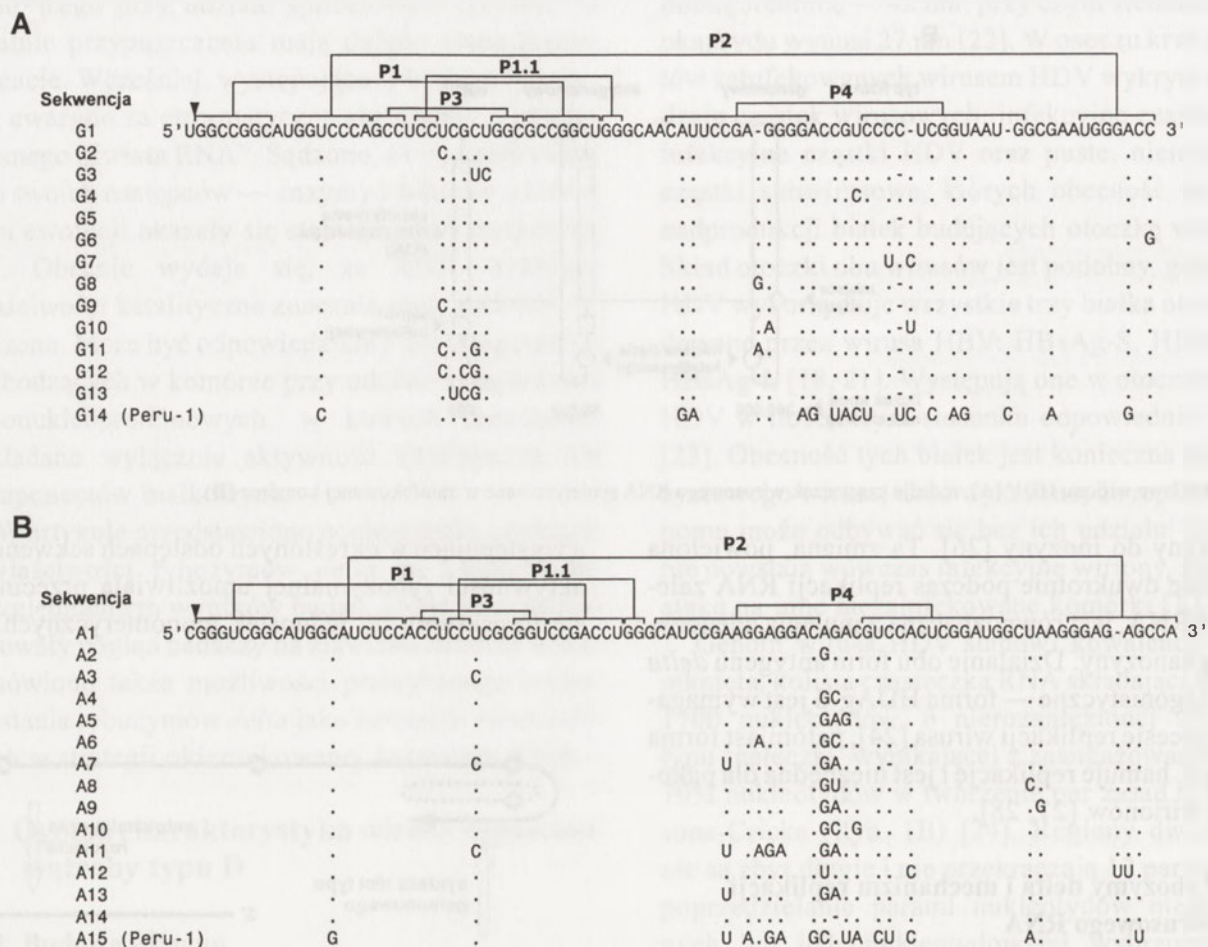 A
P2
P1 P1.1
P3 P4
Sekwencja
G1 5'UGGCCGGCAUGGUCCCAGCCUCCUCGCUGGCGCCGGCUGGGCAACAUUCCGA-GGGGACCGUCCCC-UCGGUAAU-GGCGAAUGGGACC 3'
G2 . C... .. .. .. ...... .. . .. . . .. .
G3 . ..UC .. .. .. ...... -. . .. . . .. .
G4 . .... .. .. .. ..C... .. . .. . . .. .
G5 . .... .. .. .. ...... -. . .. . . .. .
G6 . .... .. .. .. ...... .. . .. . . .. G
G7 . .... .. .. .. .....U .C . .. . . .. .
G8 . .... .. G. .. ...... .. . .. . . .. .
G9 . C... .. .. .. ...... .. . .. . . .. .
G10 . .... .. .A .. ...... .U . .. . . .. .
G11 . C.G. .. .A .. ...... .. . .. . . .. .
G12 . C.CG. .. .. .. ...... .. . .. . . .. .
G13 . .UCG. .. .. .. ...... .. . .. . . .. .
G14 (Peru-1) C .... GA .. AG UACU .UC C AG C A G .
B
P2
P1 P1.1
P3 P4
Sekwencja
A1 5'CGGGUCGGCAUGGCAUCUCCACCUCCUCGCGGUCCGACCUGGGCAUCCGAAGGAGGACAGACGUCCACUCGGAUGGCUAAGGGAG-AGCCA 3'
A2 . . . ... G. .. .. . .. .. .
A3 . C . ... .. .. .. . .. .. .
A4 . . . ... GC. .. .. . .. .. .
A5 . . . ... GAG .. .. . .. .. .
A6 . . . A.. GC. .. .. . .. .. .
A7 . C U ... GA. .. .. . .. .. .
A8 . . . ... GU. .. .. . C. .. .
A9 . . . ... GA. .. .. . .G .. .
A10 . . . ... GC.G .. .. . .. .. .
A11 . C U AGA GA. .. .. . .. .. .
A12 . . . ... .U. .. .. C .. UU. .
A13 . . U ... GA. .. .. . .. .. .
A14 . . . ... ... .. .. . .. .. .
A15 (Peru-1) G . U A.GA GC.UA CU C A. ..U